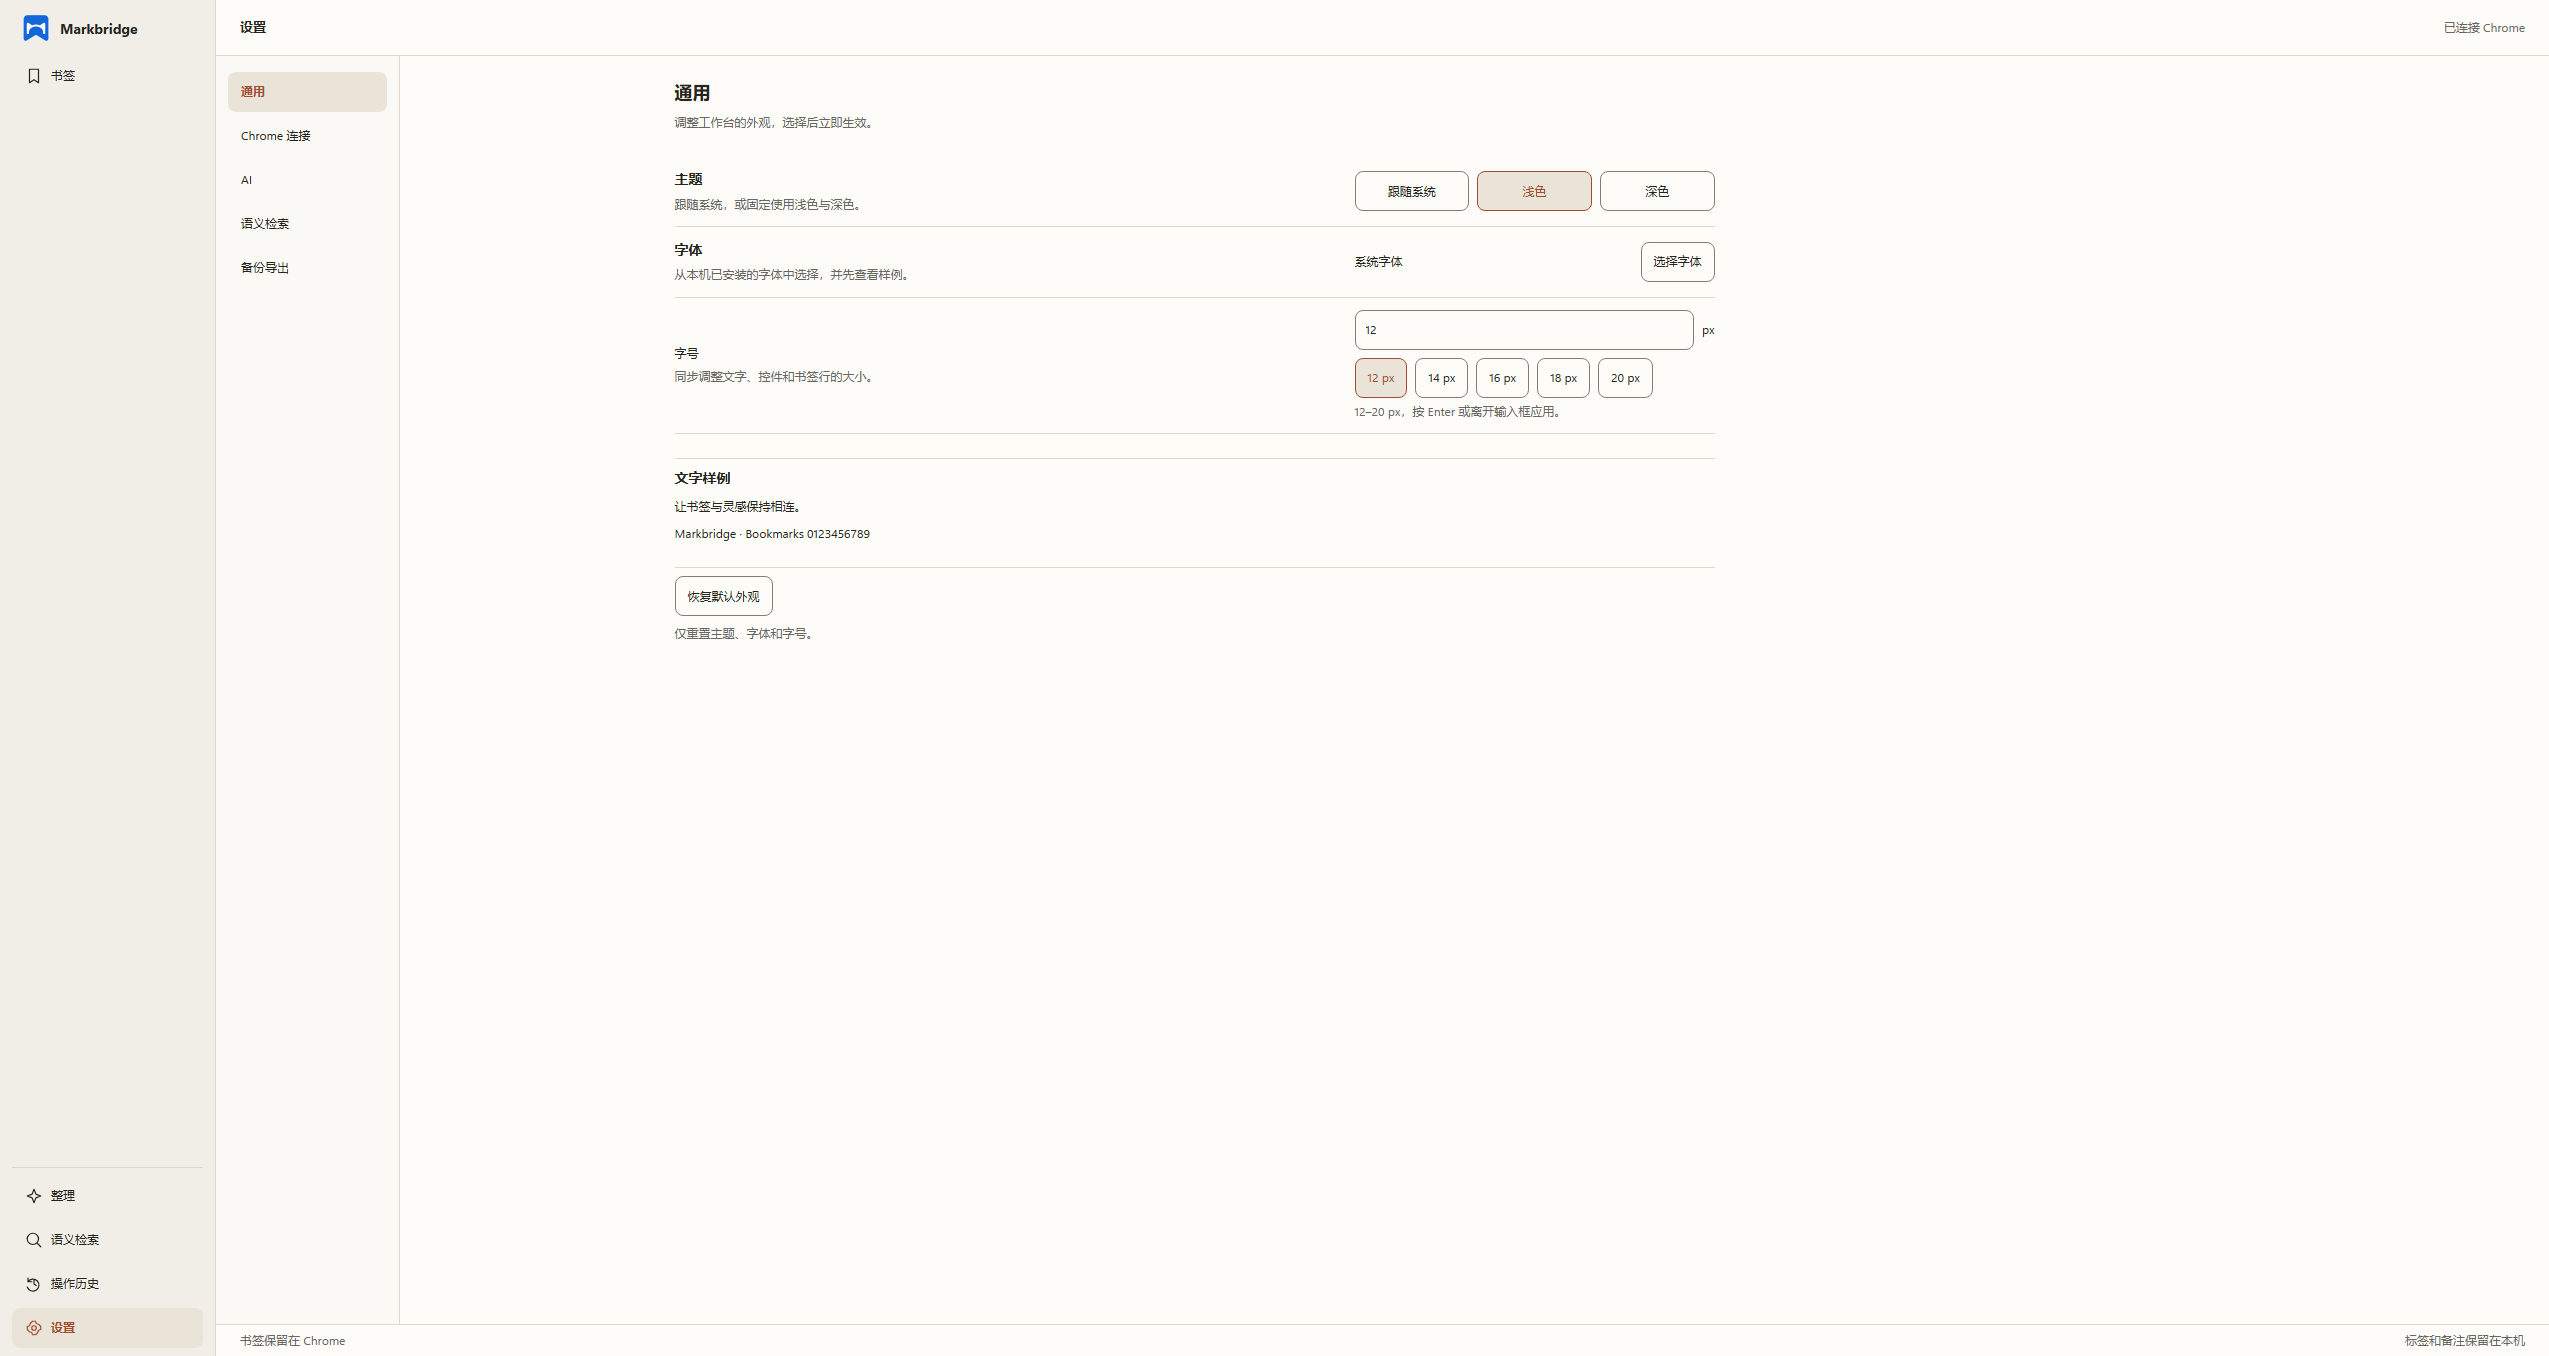 Markbridge
书签
整理
语义检索
操作历史
设置
设置
已连接 Chrome
通用
Chrome 连接
AI
语义检索
备份导出
通用
调整工作台的外观，选择后立即生效。
主题
跟随系统，或固定使用浅色与深色。
跟随系统
浅色
深色
字体
从本机已安装的字体中选择，并先查看样例。
系统字体
选择字体
字号
同步调整文字、控件和书签行的大小。
12
px
12 px
14 px
16 px
18 px
20 px
12–20 px，按 Enter 或离开输入框应用。
文字样例
让书签与灵感保持相连。
Markbridge · Bookmarks 0123456789
恢复默认外观
仅重置主题、字体和字号。
书签保留在 Chrome
标签和备注保留在本机